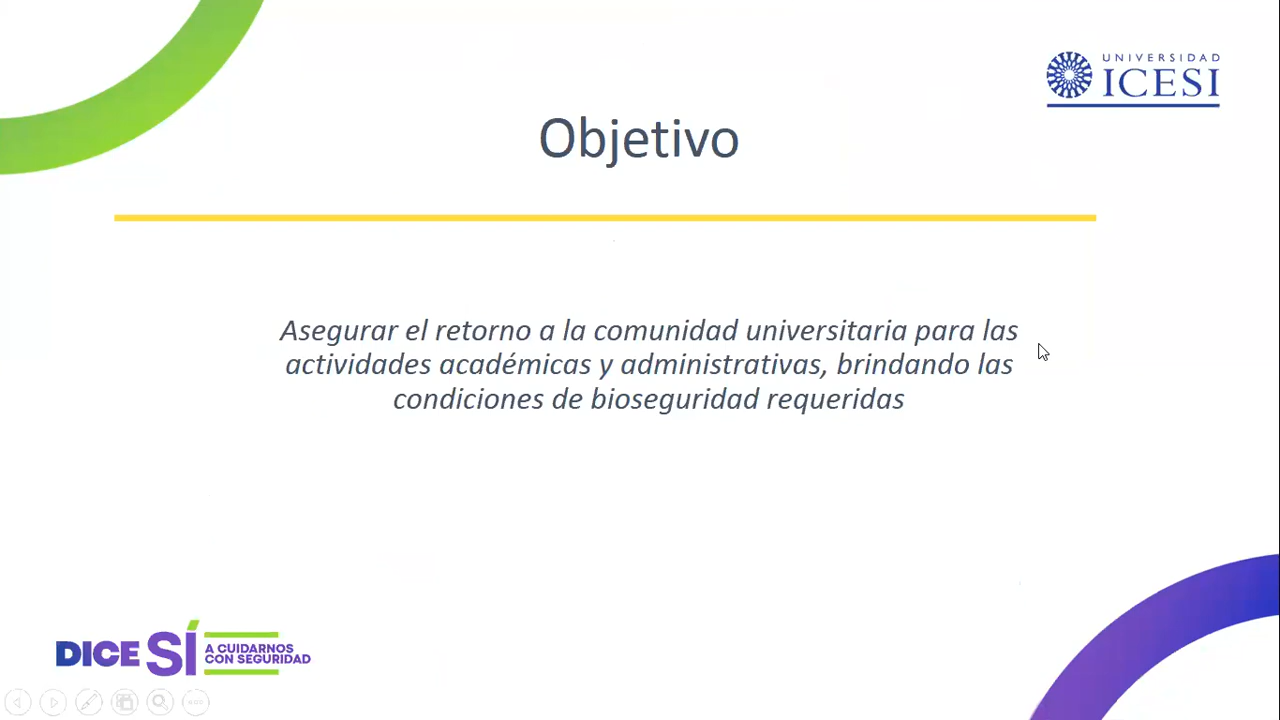 UNIVERSIDAD
ICESI
Objetivo
Asegurar el retorno a la comunidad universitaria para las
actividades académicas y administrativas, brindando las
condiciones de bioseguridad requeridas
DICE SÍ
A CUIDARNOS
CON SEGURIDAD